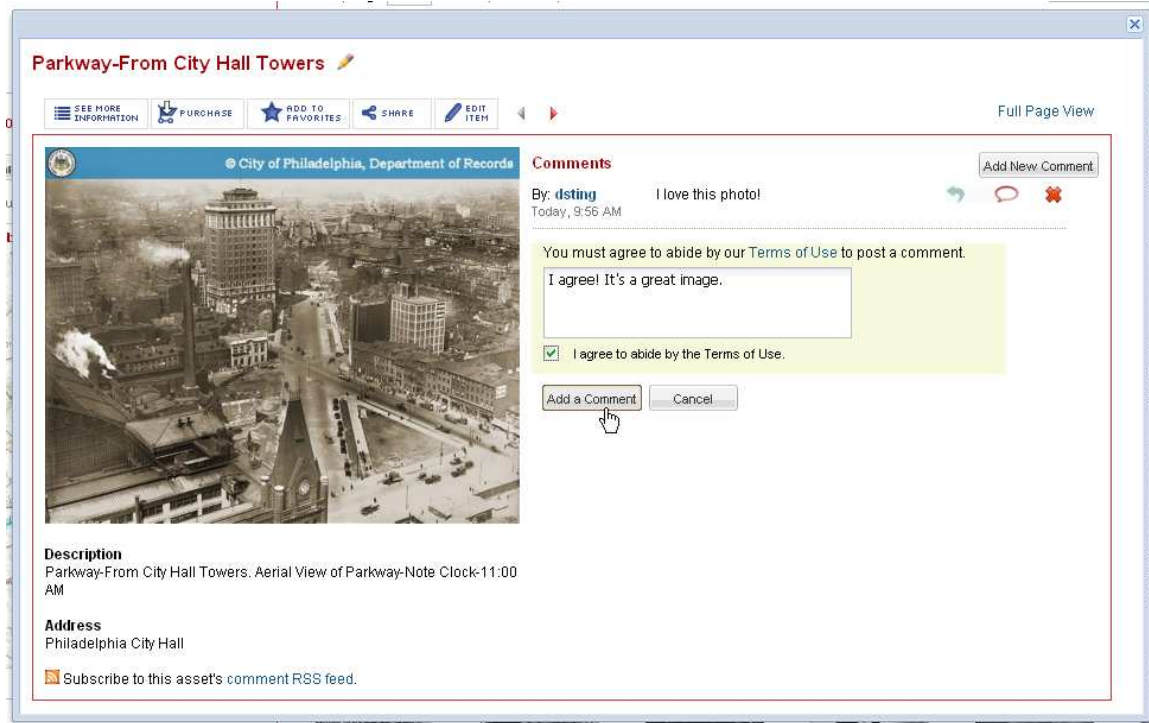 Parkway-From City Hall Towers
SEE MORE INFORMATION
PURCHASE
ADD TO FAVORITES
SHARE
EDIT ITEM
Full Page View
© City of Philadelphia, Department of Records
Comments
Add New Comment
By: dsting I love this photo!
Today, 9:56 AM
You must agree to abide by our Terms of Use to post a comment.
I agree! It's a great image.
I agree to abide by the Terms of Use.
Add a Comment Cancel
Description
Parkway-From City Hall Towers. Aerial View of Parkway-Note Clock-11:00
AM
Address
Philadelphia City Hall
Subscribe to this asset's comment RSS feed.